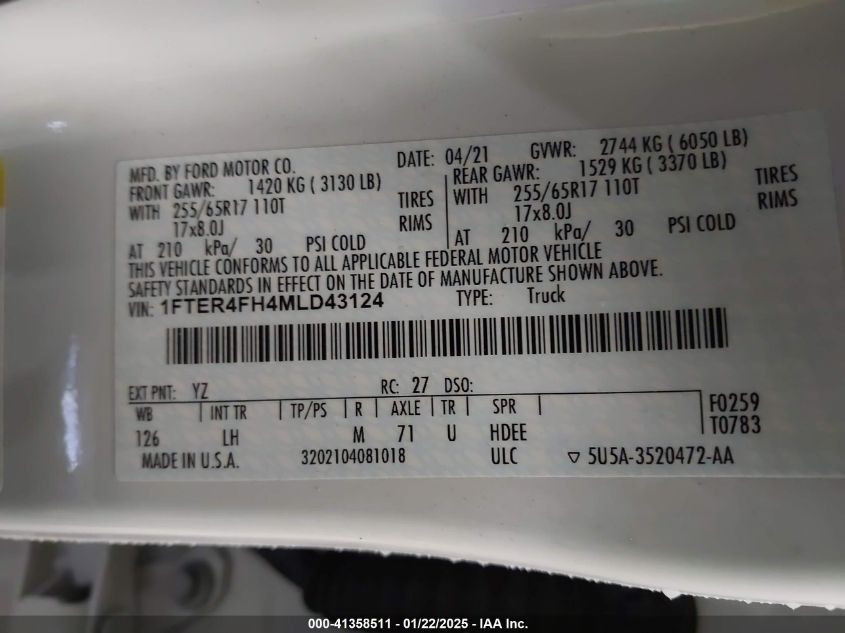 MFD. BY FORD MOTOR CO. DATE: 04/21 GVWR: 2744 KG ( 6050 LB)
FRONT GAWR: 1420 KG ( 3130 LB) REAR GAWR: 1529 KG ( 3370 LB)
WITH 255/65R17 110T TIRES WITH 255/65R17 110T TIRES
17x8.0J RIMS 17x8.0J RIMS
AT 210 kPa/ 30 PSI COLD AT 210 kPa/ 30 PSI COLD
THIS VEHICLE CONFORMS TO ALL APPLICABLE FEDERAL MOTOR VEHICLE
SAFETY STANDARDS IN EFFECT ON THE DATE OF MANUFACTURE SHOWN ABOVE.
VIN: 1FTER4FH4MLD43124 TYPE: Truck
EXT PNT: YZ RC: 27 DSO:
WB INT TR TP/PS R AXLE TR SPR F0259
126 LH M 71 U HDEE T0783
MADE IN U.S.A. 3202104081018 ULC ▽ 5U5A-3520472-AA
000-41358511 - 01/22/2025 - IAA Inc.